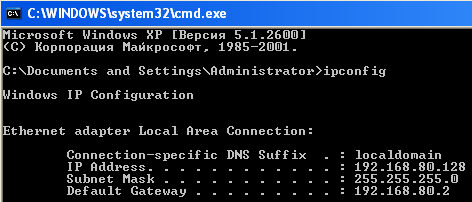 C:\WINDOWS\system32\cmd.exe
Microsoft Windows XP [Версия 5.1.2600]
(C) Корпорация Майкрософт, 1985-2001.
C:\Documents and Settings\Administrator>ipconfig
Windows IP Configuration
Ethernet adapter Local Area Connection:
Connection-specific DNS Suffix  . : localdomain
IP Address. . . . . . . . . . . . : 192.168.80.128
Subnet Mask . . . . . . . . . . . : 255.255.255.0
Default Gateway . . . . . . . . . : 192.168.80.2